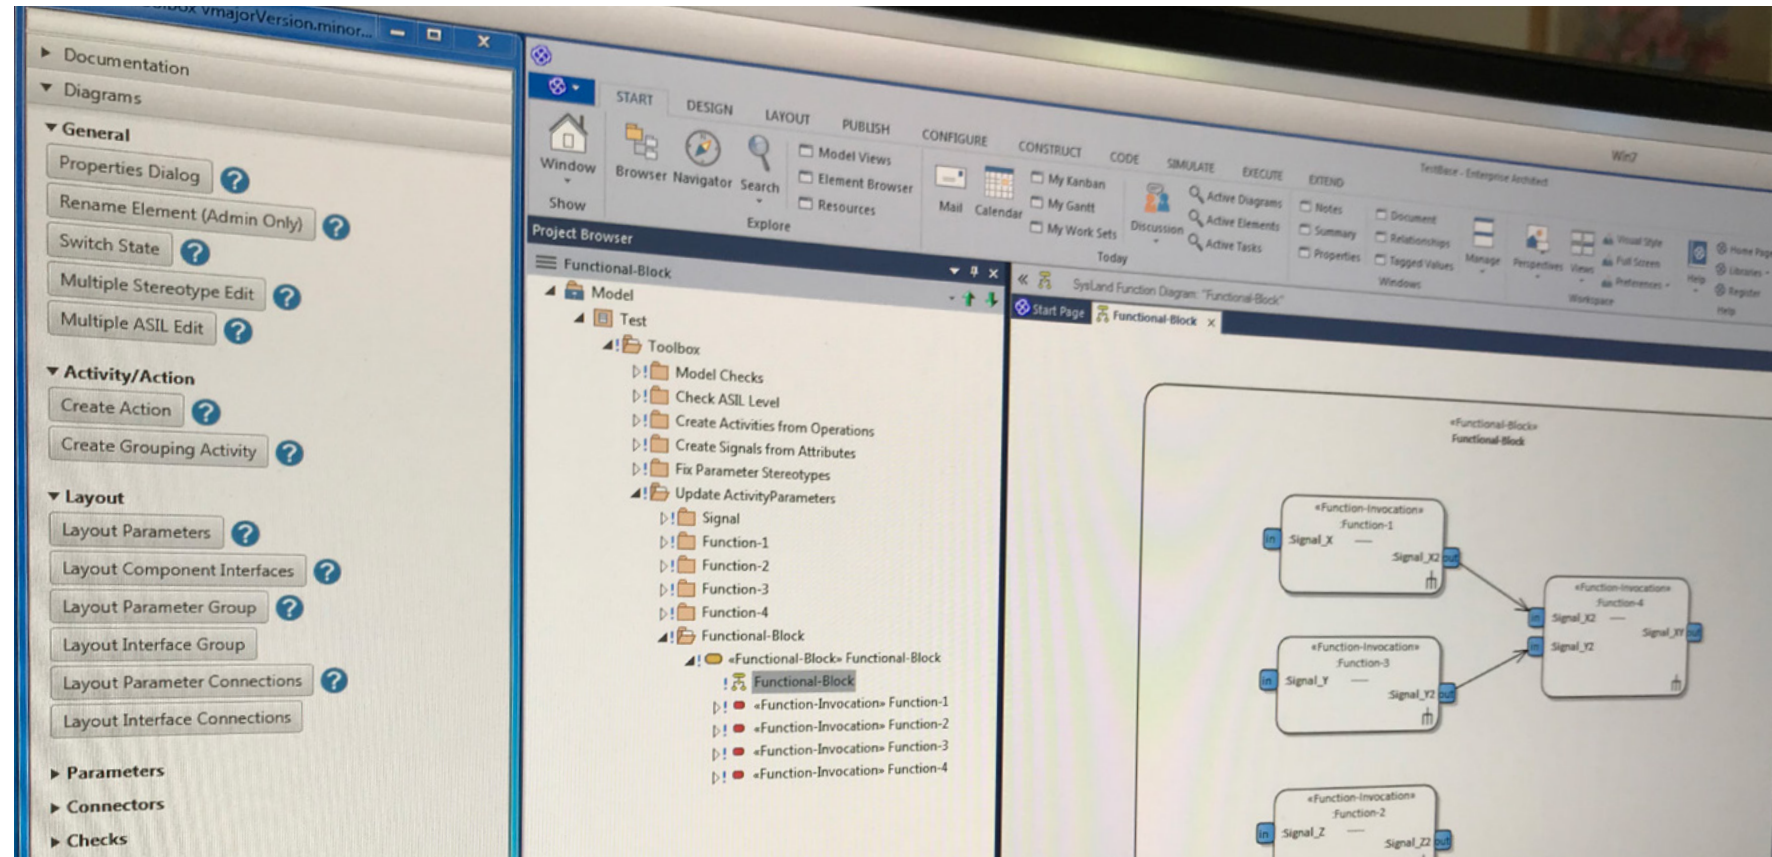 vmajorVersion.minor...
Documentation
Diagrams
General
Properties Dialog
Rename Element (Admin Only)
Switch State
Multiple Stereotype Edit
Multiple ASIL Edit
Activity/Action
Create Action
Create Grouping Activity
Layout
Layout Parameters
Layout Component Interfaces
Layout Parameter Group
Layout Interface Group
Layout Parameter Connections
Layout Interface Connections
Parameters
Connectors
Checks
Win7
TestBase - Enterprise Architect
START DESIGN LAYOUT PUBLISH CONFIGURE CONSTRUCT CODE SIMULATE EXECUTE EXTEND
Window
Show
Browser Navigator Search
Model Views
Element Browser
Resources
Explore
Mail Calendar
My Kanban
My Gantt
My Work Sets
Today
Discussion
Active Diagrams
Active Elements
Active Tasks
Notes
Summary
Properties
Document
Relationships
Tagged Values
Windows
Manage
Perspectives
Views
Visual Style
Full Screen
Preferences
Workspace
Help
Home Page
Libraries
Register
Help
Project Browser
Functional-Block
Model
Test
Toolbox
Model Checks
Check ASIL Level
Create Activities from Operations
Create Signals from Attributes
Fix Parameter Stereotypes
Update ActivityParameters
Signal
Function-1
Function-2
Function-3
Function-4
Functional-Block
«Functional-Block» Functional-Block
Functional-Block
«Function-Invocation» Function-1
«Function-Invocation» Function-2
«Function-Invocation» Function-3
«Function-Invocation» Function-4
SysLand Function Diagram: "Functional-Block"
Start Page Functional-Block
«Functional-Block»
Functional-Block
«Function-Invocation»
:Function-1
in :Signal_X
:Signal_X2 out
«Function-Invocation»
:Function-4
in :Signal_X2
:Signal_XY out
in :Signal_Y2
«Function-Invocation»
:Function-3
in :Signal_Y
:Signal_Y2 out
«Function-Invocation»
:Function-2
in :Signal_Z
:Signal_Z2 out